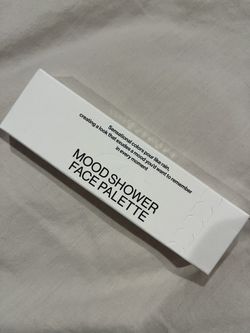 Sensational colors pour like rain,
creating a look that exudes a mood you'd want to remember
in every moment
MOOD SHOWER
FACE PALETTE